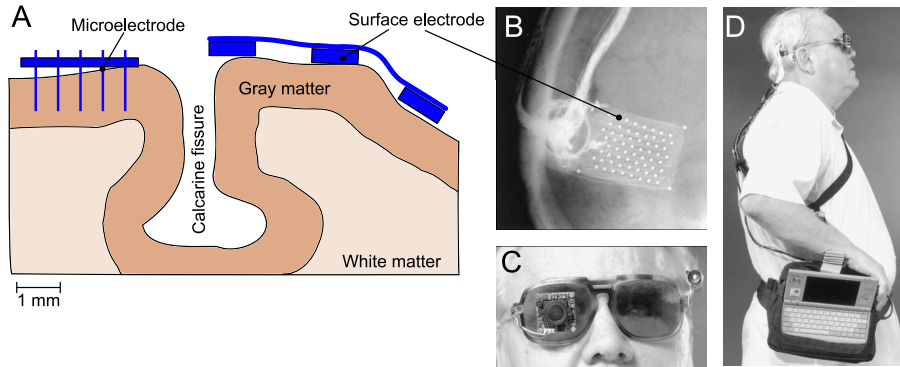 A
Microelectrode
Surface electrode
Gray matter
Calcarine fissure
White matter
1 mm
B
C
D